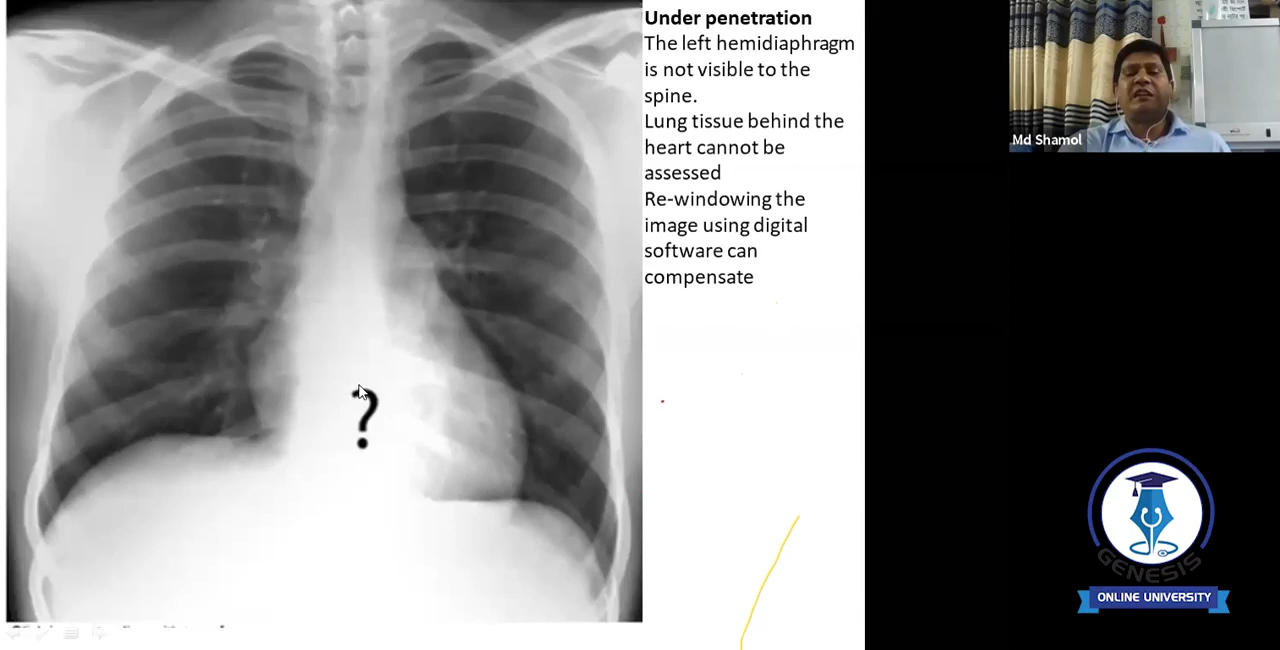 Under penetration
The left hemidiaphragm
is not visible to the
spine.
Lung tissue behind the
heart cannot be
assessed
Re-windowing the
image using digital
software can
compensate
?
Md Shamol
GENESIS
ONLINE UNIVERSITY